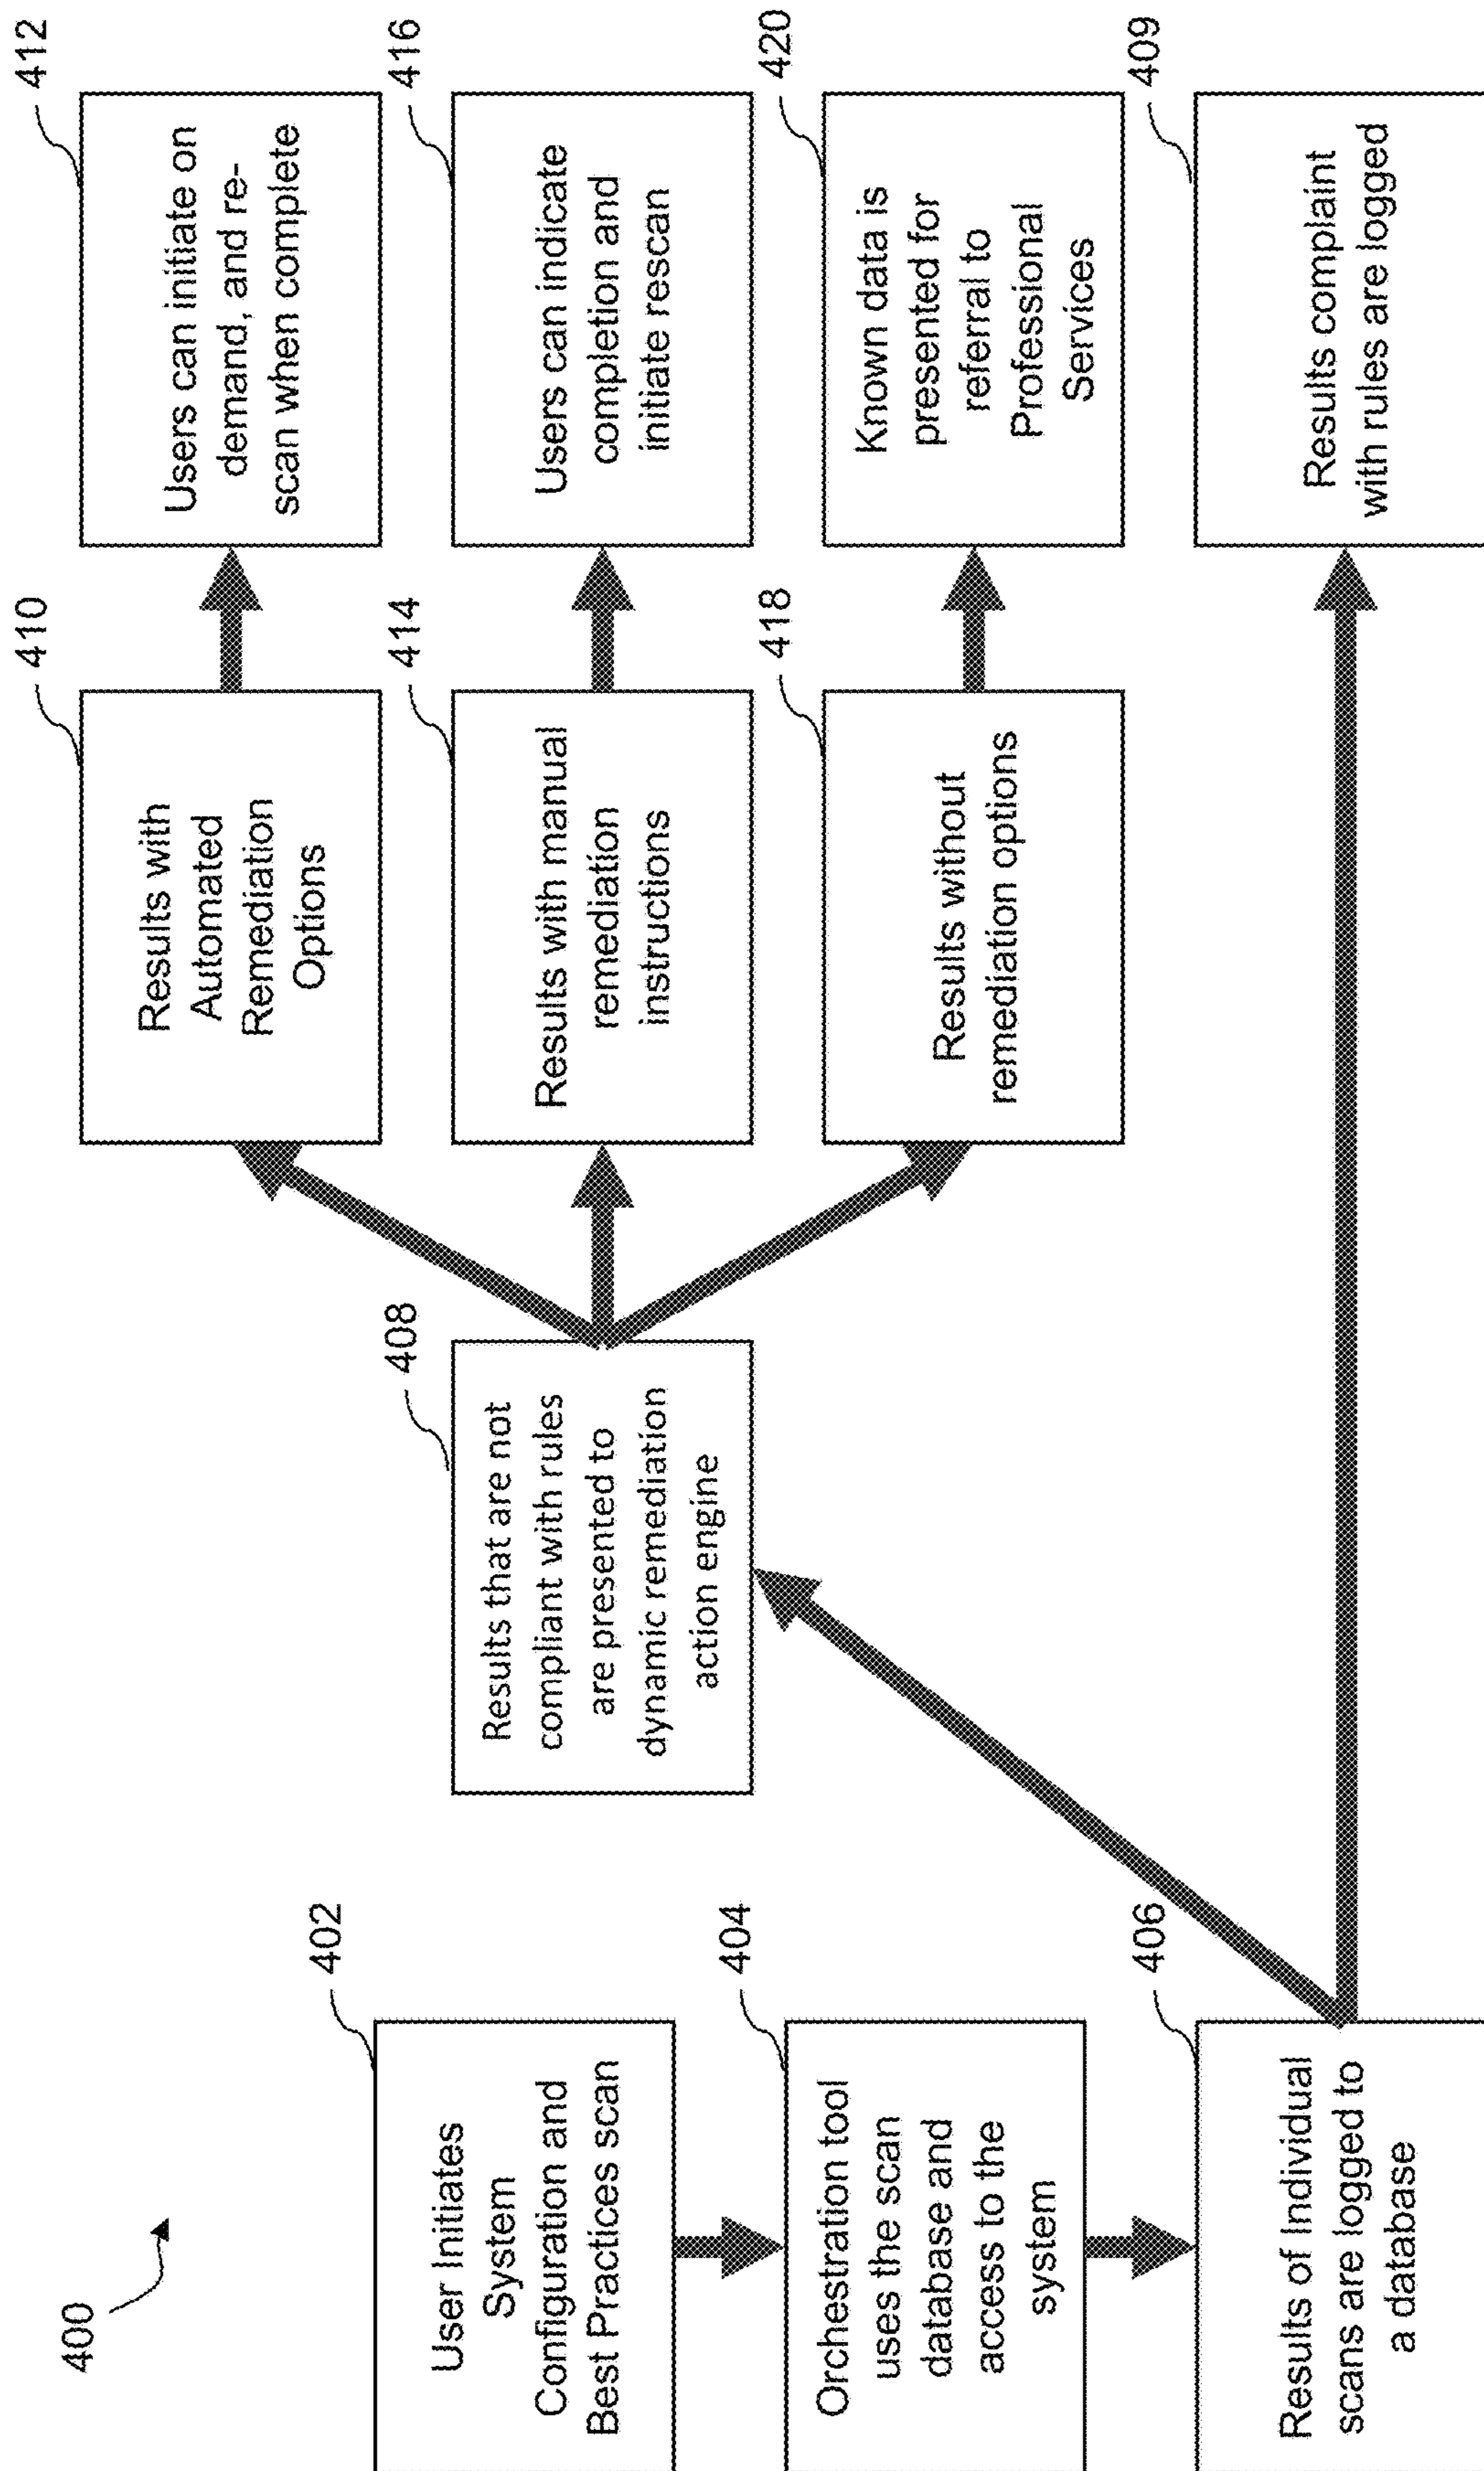 400
402
User Initiates
System
Configuration and
Best Practices scan
404
Orchestration tool
uses the scan
database and
access to the
system
406
Results of Individual
scans are logged to
a database
408
Results that are not
compliant with rules
are presented to
dynamic remediation
action engine
410
Results with
Automated
Remediation
Options
412
Users can initiate on
demand, and re-
scan when complete
414
Results with manual
remediation
instructions
416
Users can indicate
completion and
initiate rescan
418
Results without
remediation options
420
Known data is
presented for
referral to
Professional
Services
409
Results complaint
with rules are logged